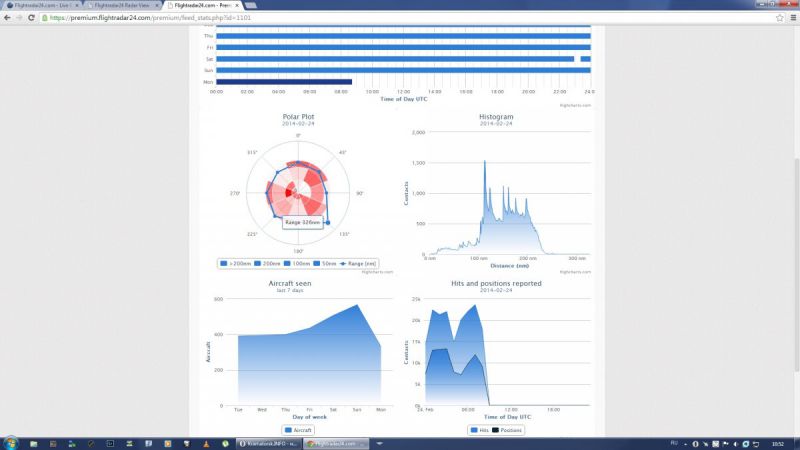 Flightradar24.com - Live f
Flightradar24 Radar View
Flightradar24.com - Premi
https://premium.flightradar24.com/premium/feed_stats.php?id=1101
Thu
Fri
Sat
Sun
Mon
00:00 02:00 04:00 06:00 08:00 10:00 12:00 14:00 16:00 18:00 20:00 22:00 24:00
Time of Day UTC
Highcharts.com
Polar Plot
2014-02-24
0°
315° 45°
270° 90°
Range 326nm
225° 135°
180°
>200nm 200nm 100nm 50nm Range (nm)
Highcharts.com
Histogram
2014-02-24
2,000
1,500
1,000
500
0
Contacts
0 nm 100 nm 200 nm 300 nm
Distance (nm)
Highcharts.com
Aircraft seen
last 7 days
600
400
200
0
Aircraft
Tue Wed Thu Fri Sat Sun Mon
Day of week
Aircraft
Hits and positions reported
2014-02-24
25k
20k
15k
10k
5k
0k
Contacts
24. Feb 06:00 12:00 18:00
Time of Day UTC
Hits Positions
Kramatorsk.INFO - н...
Flightradar24.com - ...
RU
10:52